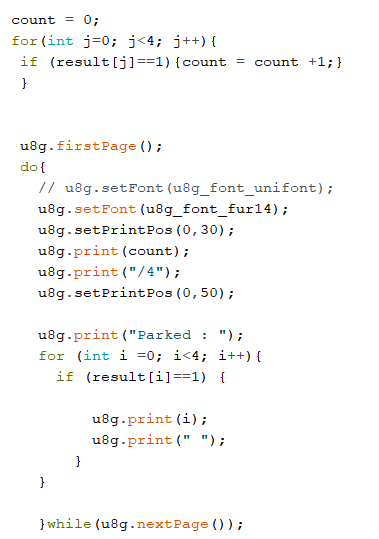 count = 0;
for(int j=0; j<4; j++){
 if (result[j]==1){count = count +1;}
 }
 u8g.firstPage();
 do{
   // u8g.setFont(u8g_font_unifont);
   u8g.setFont(u8g_font_fur14);
   u8g.setPrintPos(0,30);
   u8g.print(count);
   u8g.print("/4");
   u8g.setPrintPos(0,50);
   u8g.print("Parked : ");
   for (int i =0; i<4; i++){
     if (result[i]==1) {
         u8g.print(i);
         u8g.print(" ");
       }
   }
   }while(u8g.nextPage());